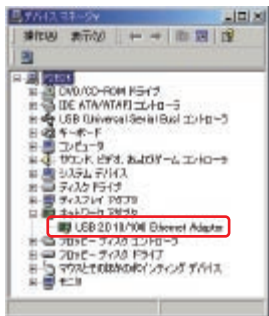 デバイス マネージャ
操作(A) 表示(V)
DVD/CD-ROM ドライブ
IDE ATA/ATAPI コントローラ
USB (Universal Serial Bus) コントローラ
キーボード
コンピュータ
サウンド、ビデオ、およびゲーム コントローラ
システム デバイス
ディスク ドライブ
ディスプレイ アダプタ
ネットワーク アダプタ
USB 2.0 10/100 Ethernet Adapter
フロッピー ディスク コントローラ
フロッピー ディスク ドライブ
マウスとそのほかのポインティング デバイス
モニタ